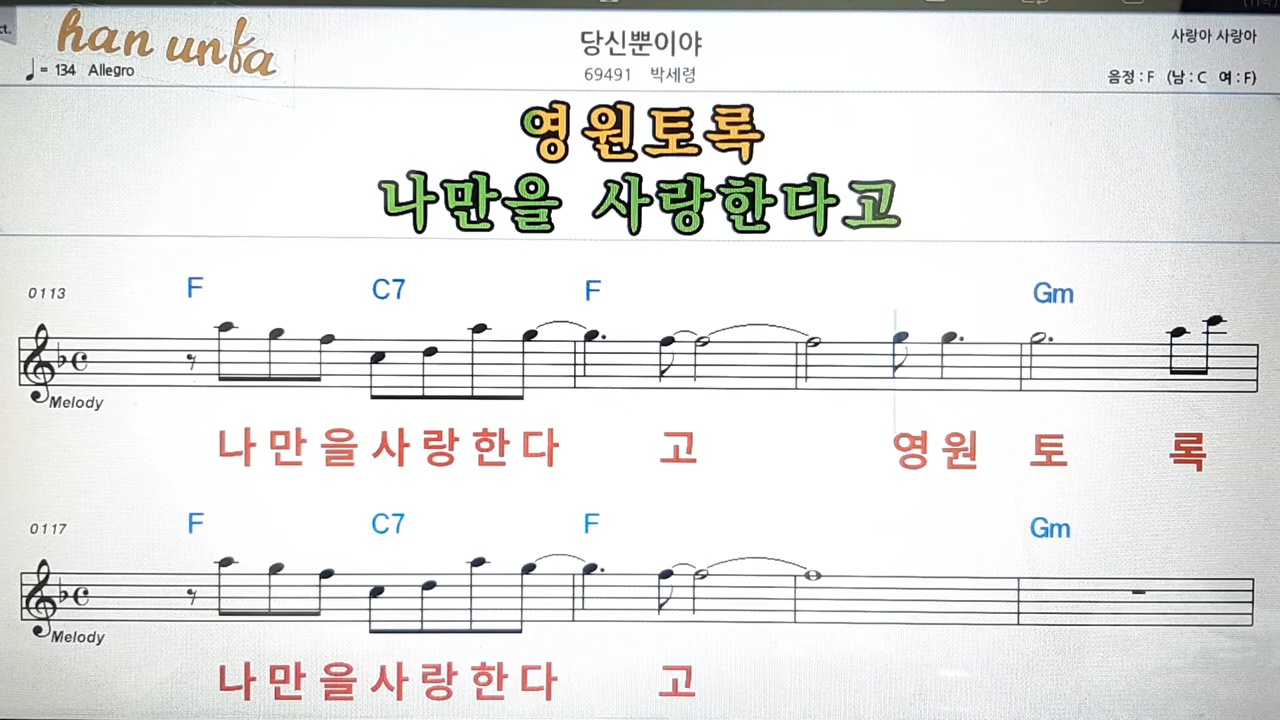 ct.
han unfa
당신뿐이야
사랑아 사랑아
= 134 Allegro
69491 박세령
음정 : F (남 : C 여 : F)
영원토록
나만을 사랑한다고
F C7 F Gm
0113
Melody
나 만 을 사 랑 한 다 고 영 원 토 록
F C7 F Gm
0117
Melody
나 만 을 사 랑 한 다 고